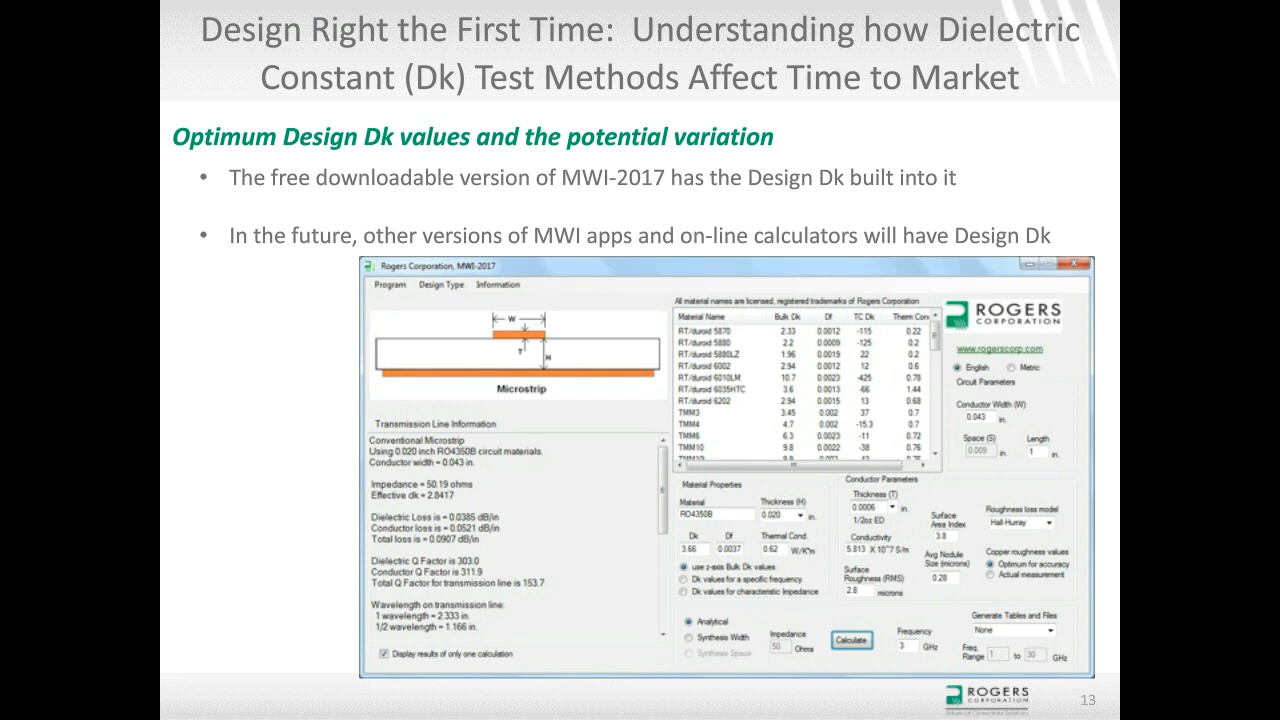 Design Right the First Time:  Understanding how Dielectric
Constant (Dk) Test Methods Affect Time to Market
Optimum Design Dk values and the potential variation
• The free downloadable version of MWI-2017 has the Design Dk built into it
• In the future, other versions of MWI apps and on-line calculators will have Design Dk
Rogers Corporation, MWI-2017
Program Design Type Information
W
T
H
Microstrip
Transmission Line Information
Conventional Microstrip
Using 0.020 inch RO4350B circuit materials.
Conductor width = 0.043 in.
Impedance = 50.19 ohms
Effective dk = 2.8417
Dielectric Loss is = 0.0385 dB/in
Conductor loss is = 0.0521 dB/in
Total loss is = 0.0907 dB/in
Dielectric Q Factor is 303.0
Conductor Q Factor is 311.9
Total Q Factor for transmission line is 153.7
Wavelength on transmission line:
1 wavelength = 2.333 in.
1/2 wavelength = 1.166 in.
Display results of only one calculation
All material names are licensed, registered trademarks of Rogers Corporation
Material Name Bulk Dk Df TC Dk Therm Con
RT/duroid 5870 2.33 0.0012 -115 0.22
RT/duroid 5880 2.2 0.0009 -125 0.2
RT/duroid 5880LZ 1.96 0.0019 22 0.2
RT/duroid 6002 2.94 0.0012 12 0.6
RT/duroid 6010LM 10.7 0.0023 -425 0.78
RT/duroid 6035HTC 3.6 0.0013 -66 1.44
RT/duroid 6202 2.94 0.0015 13 0.68
TMM3 3.45 0.002 37 0.7
TMM4 4.7 0.002 -15.3 0.7
TMM6 6.3 0.0023 -11 0.72
TMM10 9.8 0.0022 -38 0.76
ROGERS
CORPORATION
www.rogerscorp.com
English Metric
Circuit Parameters
Conductor Width (W)
0.043 in.
Space (S) Length
0.009 in. 1 in.
Material Properties
Material Thickness (H)
RO4350B 0.020 in.
Dk Df Thermal Cond.
3.66 0.0037 0.62 W/K*m
use z-axis Bulk Dk values
Dk values for a specific frequency
Dk values for characteristic Impedance
Conductor Parameters
Thickness (T)
0.0006 in.
1/2oz ED
Conductivity
5.813 X 10^7 S/m
Surface
Roughness (RMS)
2.8 microns
Surface
Area Index
3.8
Avg Nodule
Size (microns)
0.28
Roughness loss model
Hall-Hurray
Copper roughness values
Optimum for accuracy
Actual measurement
Analytical
Synthesis Width
Synthesis Space
Impedance
50 Ohms
Calculate
Frequency
3 GHz
Generate Tables and Files
None
Freq.
Range 1 to 30 GHz
ROGERS
CORPORATION
13